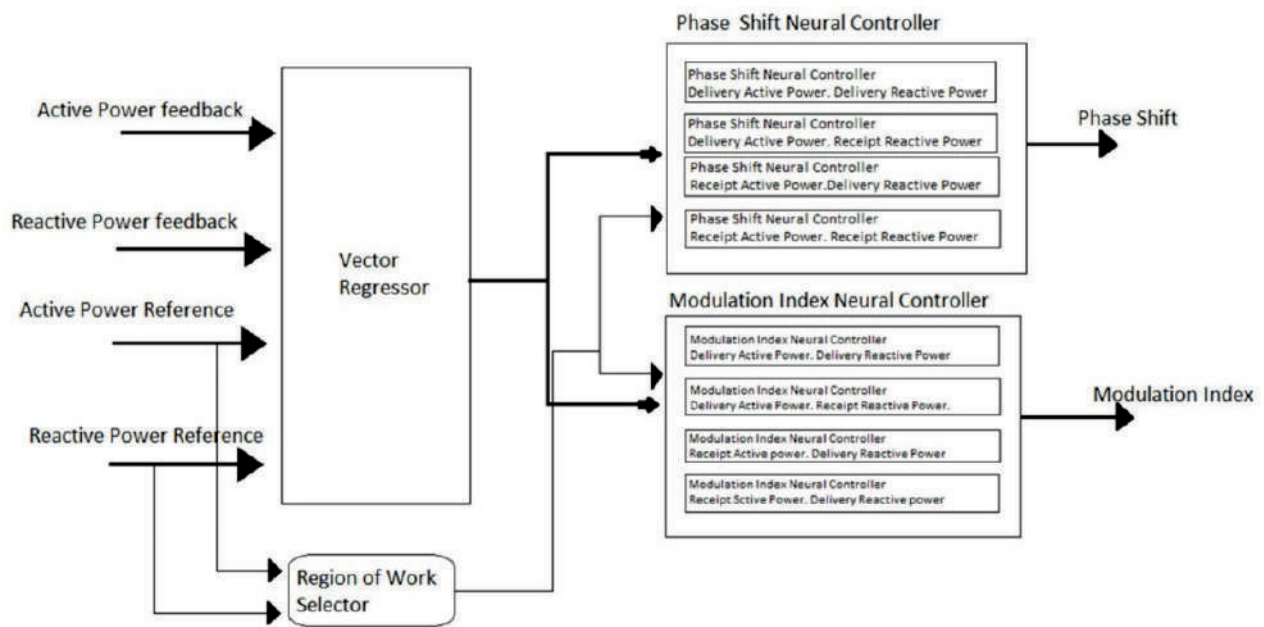 Phase Shift Neural Controller
Phase Shift Neural Controller
Delivery Active Power. Delivery Reactive Power
Phase Shift Neural Controller
Delivery Active Power. Receipt Reactive Power
Phase Shift Neural Controller
Receipt Active Power.Delivery Reactive Power
Phase Shift Neural Controller
Receipt Active Power. Receipt Reactive Power
Phase Shift
Active Power feedback
Reactive Power feedback
Active Power Reference
Reactive Power Reference
Vector
Regressor
Region of Work
Selector
Modulation Index Neural Controller
Modulation Index Neural Controller
Delivery Active Power. Delivery Reactive Power
Modulation Index Neural Controller
Delivery Active Power. Receipt Reactive Power.
Modulation Index Neural Controller
Receipt Active power. Delivery Reactive Power
Modulation Index Neural Controller
Receipt Sctive Power. Delivery Reactive power
Modulation Index